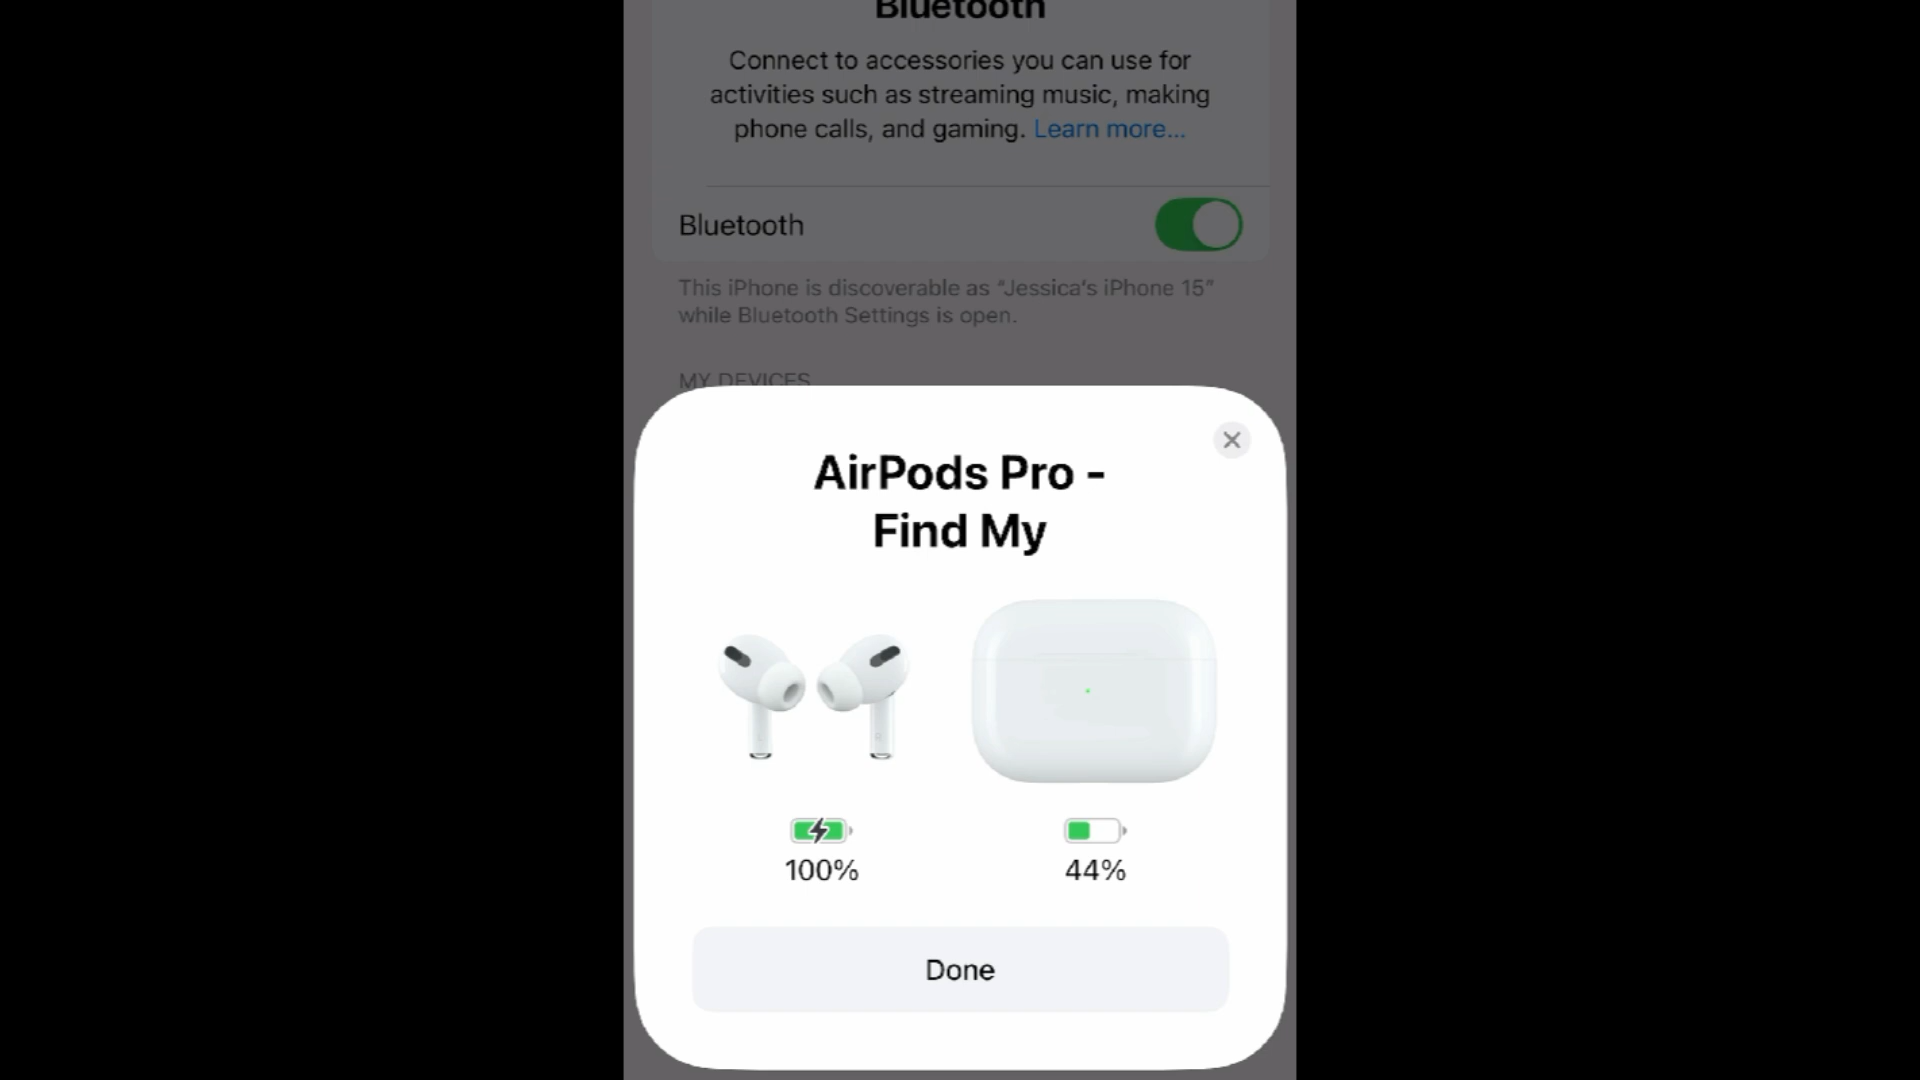 Bluetooth
Connect to accessories you can use for
activities such as streaming music, making
phone calls, and gaming. Learn more...
Bluetooth
This iPhone is discoverable as “Jessica’s iPhone 15”
while Bluetooth Settings is open.
MY DEVICES
AirPods Pro -
Find My
100%
44%
Done